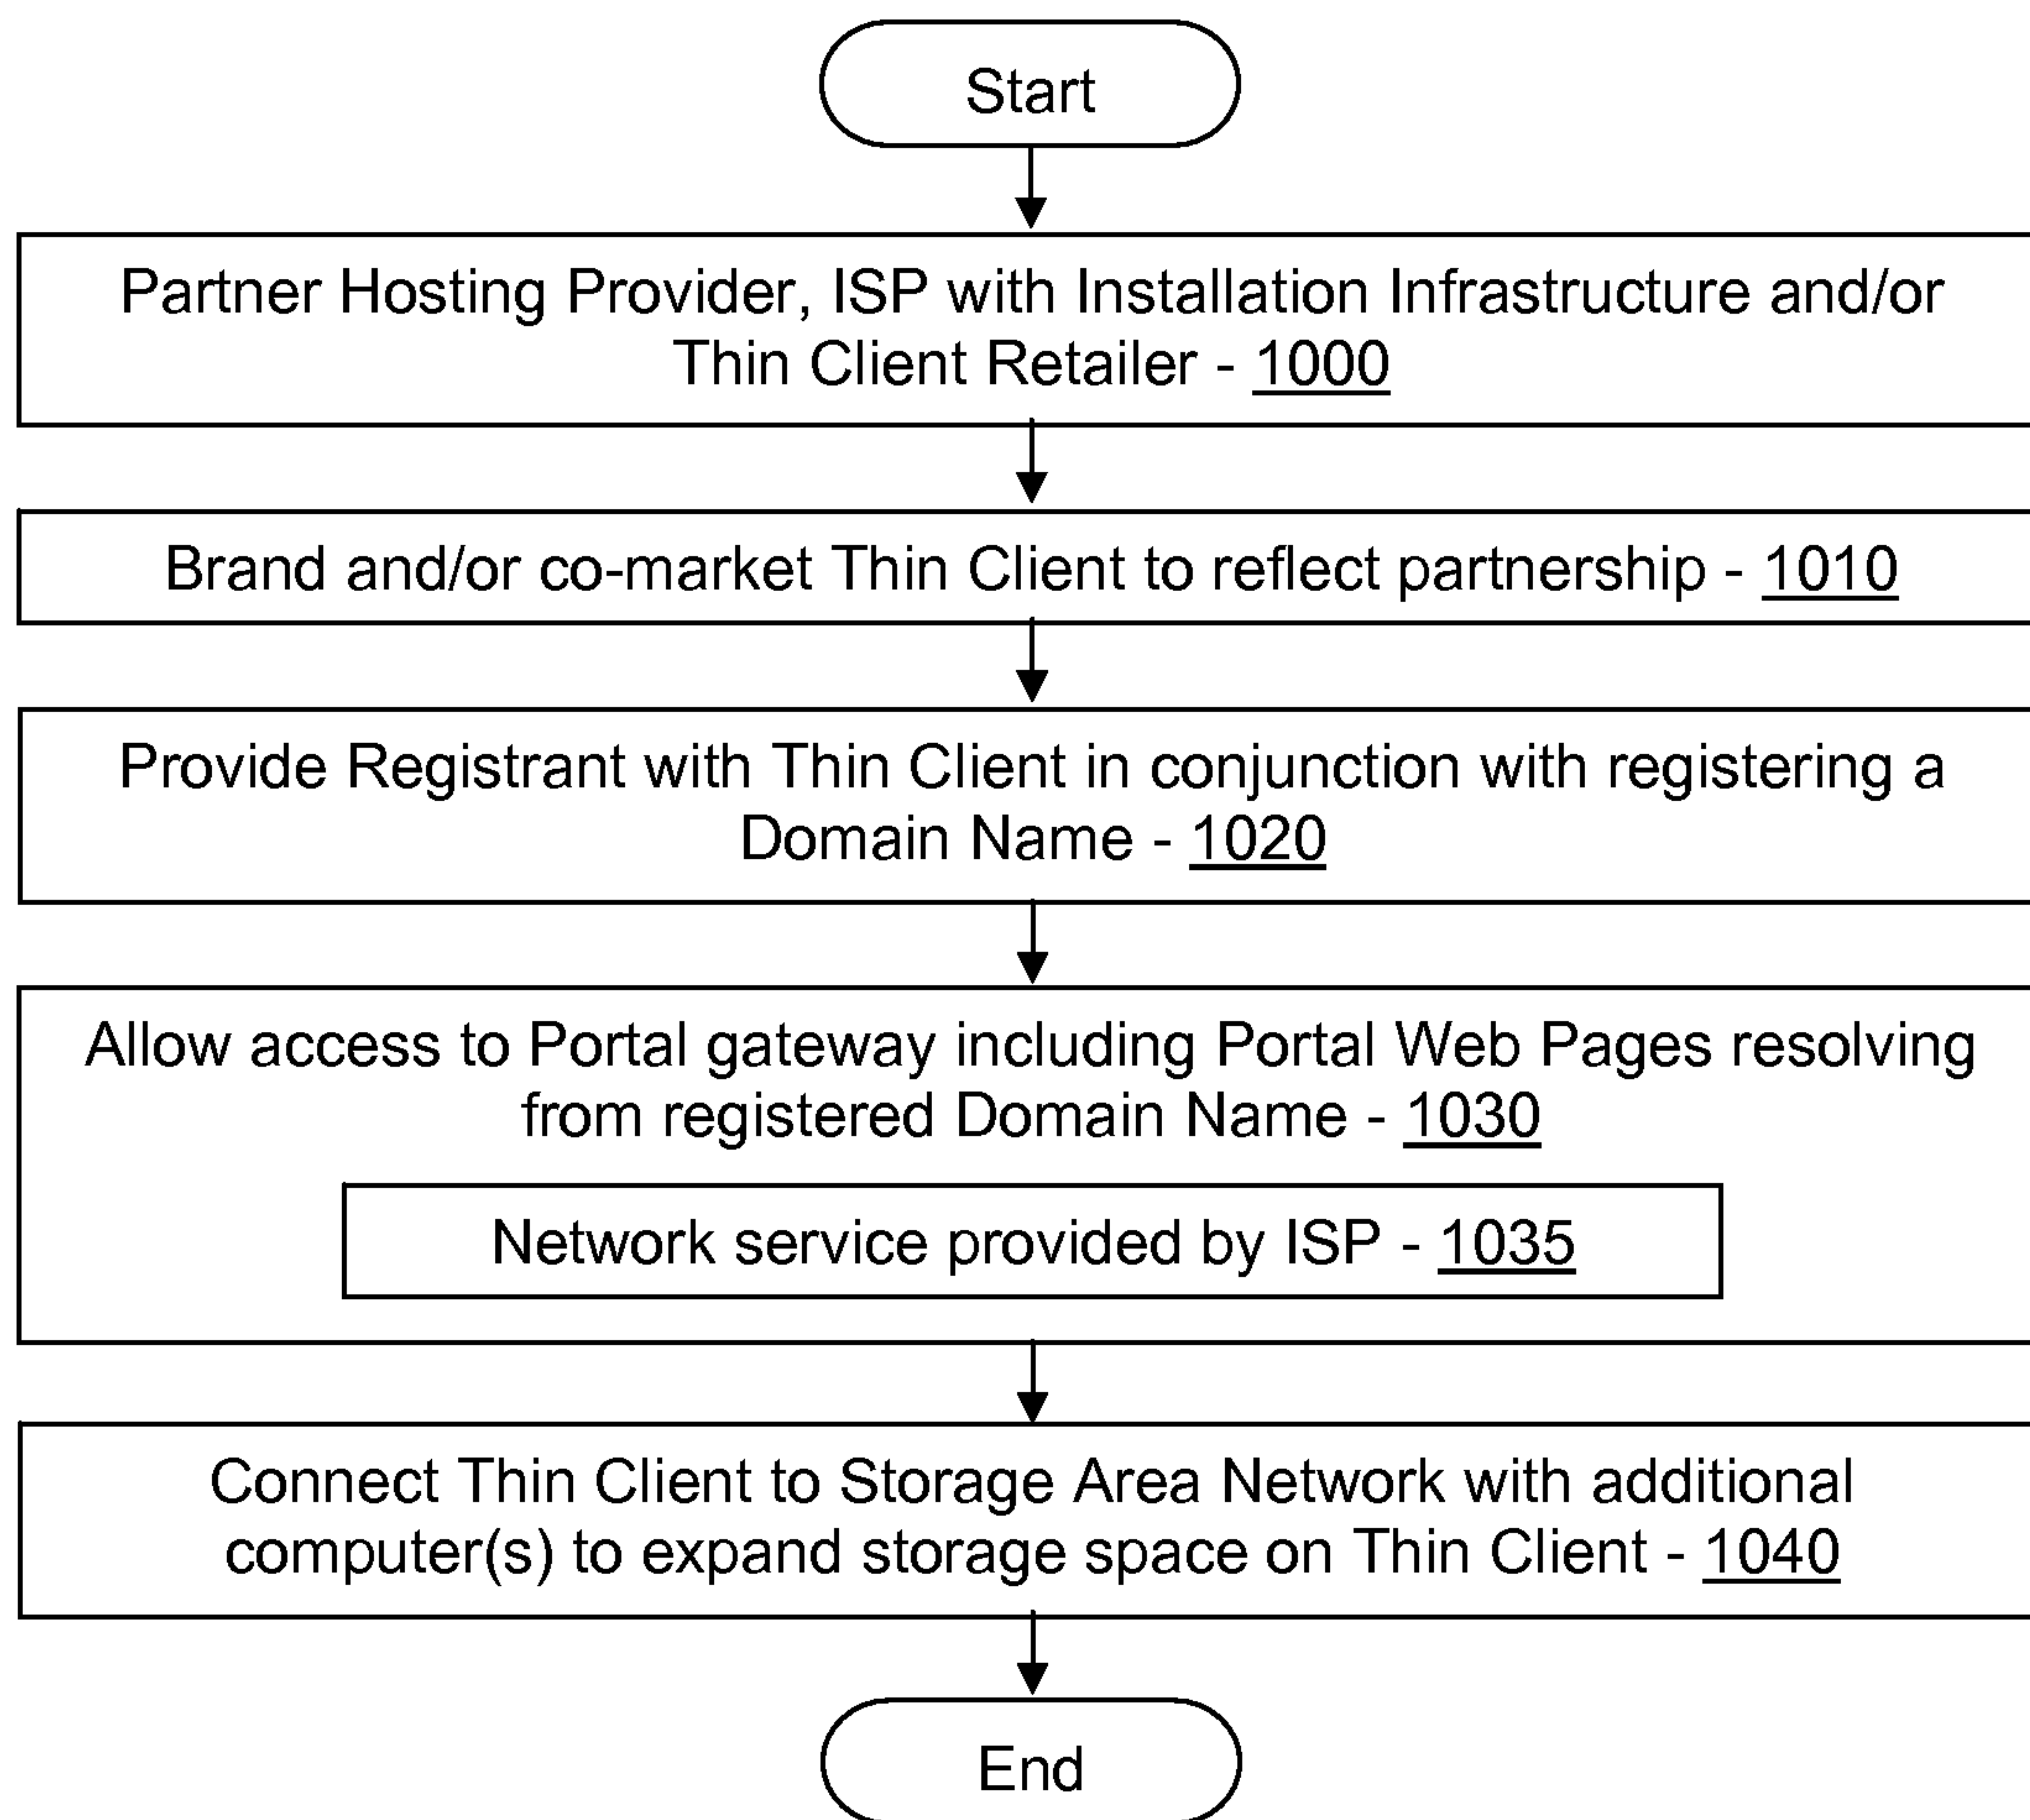 Start
Partner Hosting Provider, ISP with Installation Infrastructure and/or
Thin Client Retailer - 1000
Brand and/or co-market Thin Client to reflect partnership - 1010
Provide Registrant with Thin Client in conjunction with registering a
Domain Name - 1020
Allow access to Portal gateway including Portal Web Pages resolving
from registered Domain Name - 1030
Network service provided by ISP - 1035
Connect Thin Client to Storage Area Network with additional
computer(s) to expand storage space on Thin Client - 1040
End